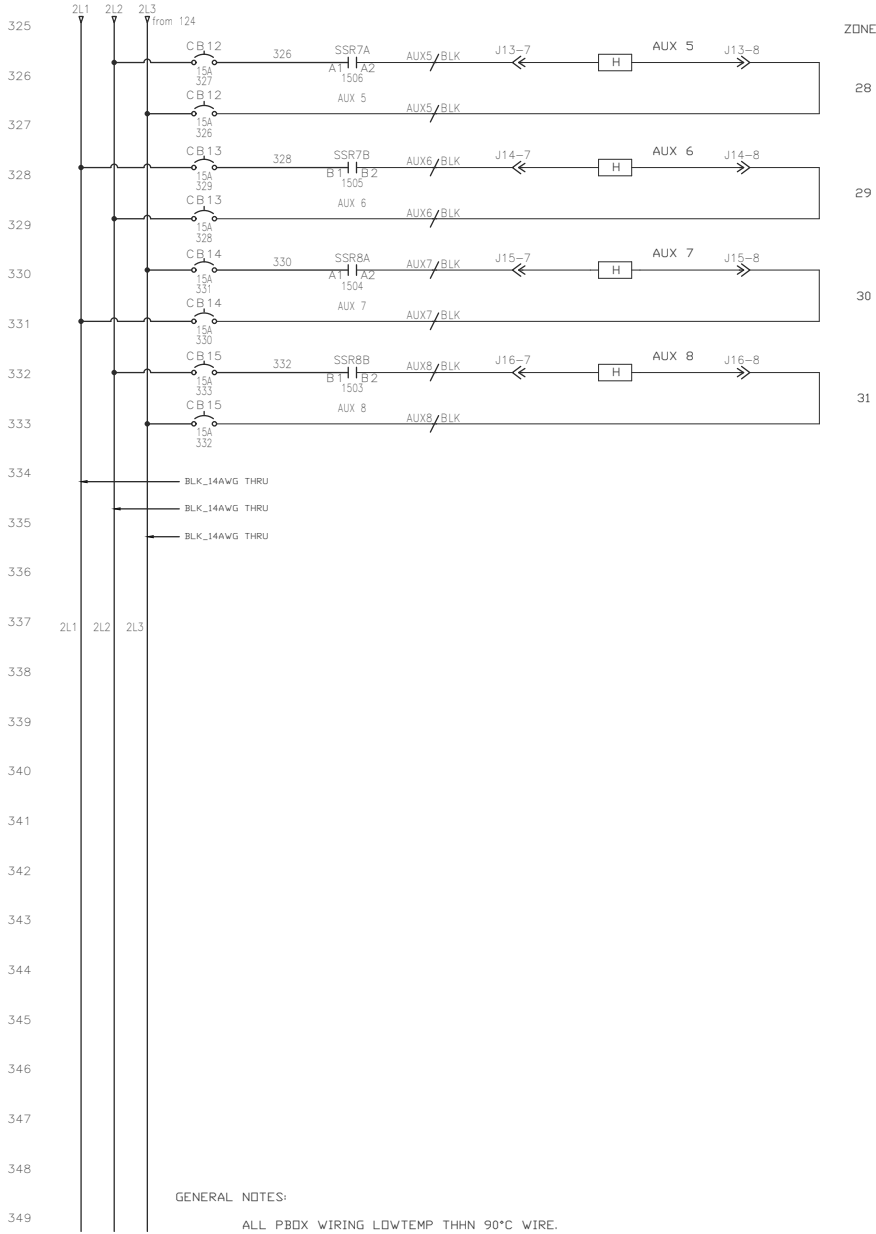 2L1 2L2 2L3
325 from 124 ZONE
CB12 326 SSR7A AUX5/BLK J13-7 AUX 5 J13-8
H
326 15A A1 A2
327 1506
CB12 AUX 5 AUX5/BLK 28
327 15A
326
CB13 328 SSR7B AUX6/BLK J14-7 AUX 6 J14-8
H
328 15A B1 B2
329 1505
CB13 AUX 6 AUX6/BLK 29
329 15A
328
CB14 330 SSR8A AUX7/BLK J15-7 AUX 7 J15-8
H
330 15A A1 A2
331 1504
CB14 AUX 7 AUX7/BLK 30
331 15A
330
CB15 332 SSR8B AUX8/BLK J16-7 AUX 8 J16-8
H
332 15A B1 B2
333 1503
CB15 AUX 8 AUX8/BLK 31
333 15A
332
334
BLK_14AWG THRU
BLK_14AWG THRU
335
BLK_14AWG THRU
336
337 2L1 2L2 2L3
338
339
340
341
342
343
344
345
346
347
348
GENERAL NOTES:
349 ALL PBOX WIRING LOWTEMP THHN 90°C WIRE.